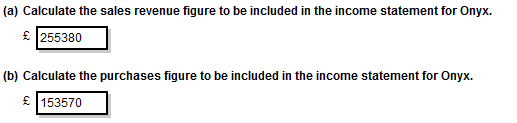 (a) Calculate the sales revenue figure to be included in the income statement for Onyx.
£ 255380
(b) Calculate the purchases figure to be included in the income statement for Onyx.
£ 153570